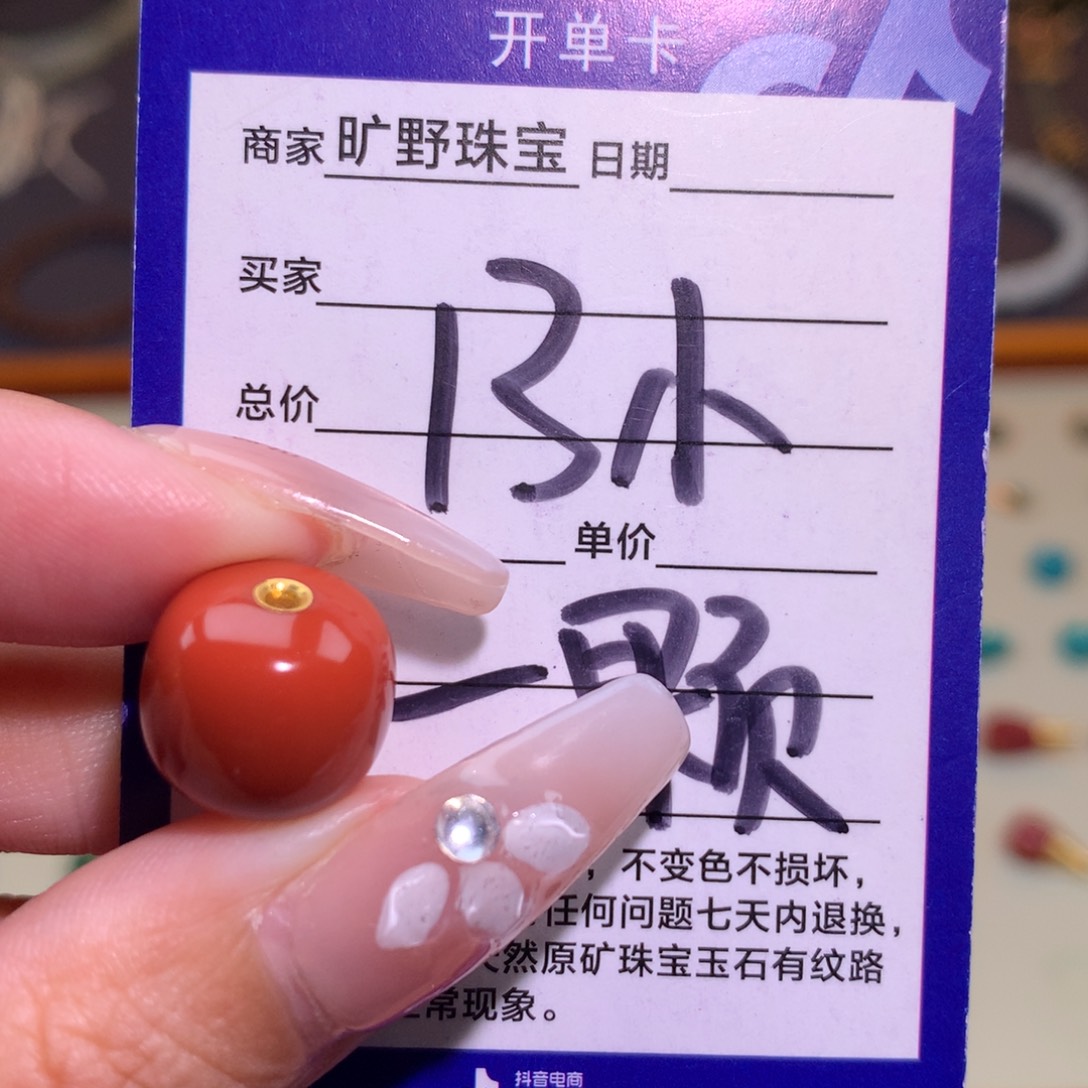 开单卡
商家 旷野珠宝 日期
买家
13小
总价
单价
一颗
，不变色不损坏，
任何问题七天内退换，
天然原矿珠宝玉石有纹路
正常现象。
抖音电商